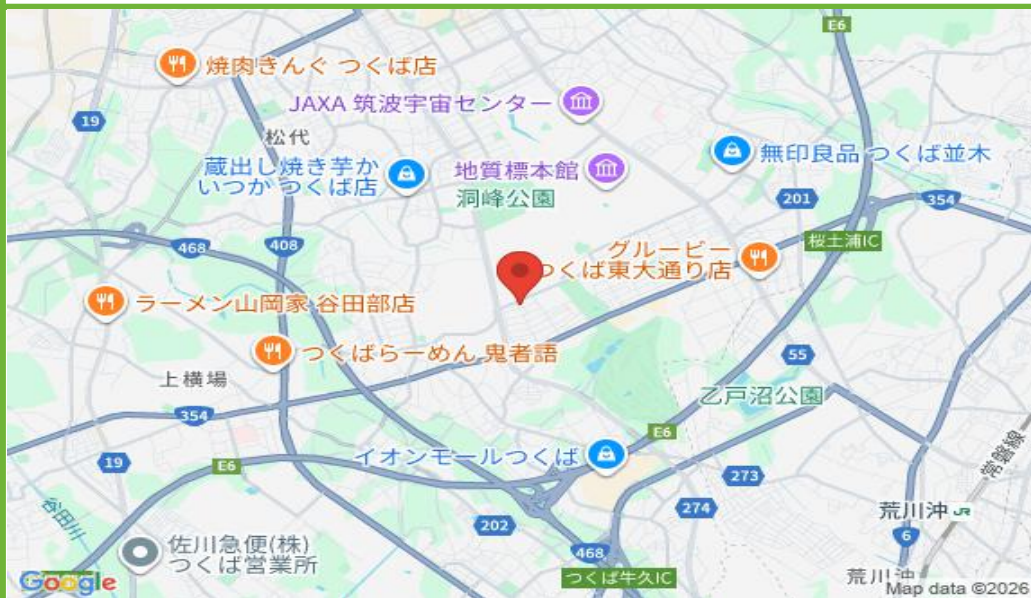 E6
焼肉きんぐ つくば店
JAXA 筑波宇宙センター
19
松代
蔵出し焼き芋か
いつか つくば店
地質標本館
洞峰公園
無印良品 つくば並木
201
354
468
408
桜土浦IC
グルービー
つくば東大通り店
ラーメン山岡家 谷田部店
つくばらーめん 鬼者語
55
上横場
乙戸沼公園
354
E6
19
E6
イオンモールつくば
273
常磐線
谷田川
202
274
荒川沖 JR
6
佐川急便(株)
つくば営業所
468
つくば牛久IC
荒川沖
Google
Map data ©2026